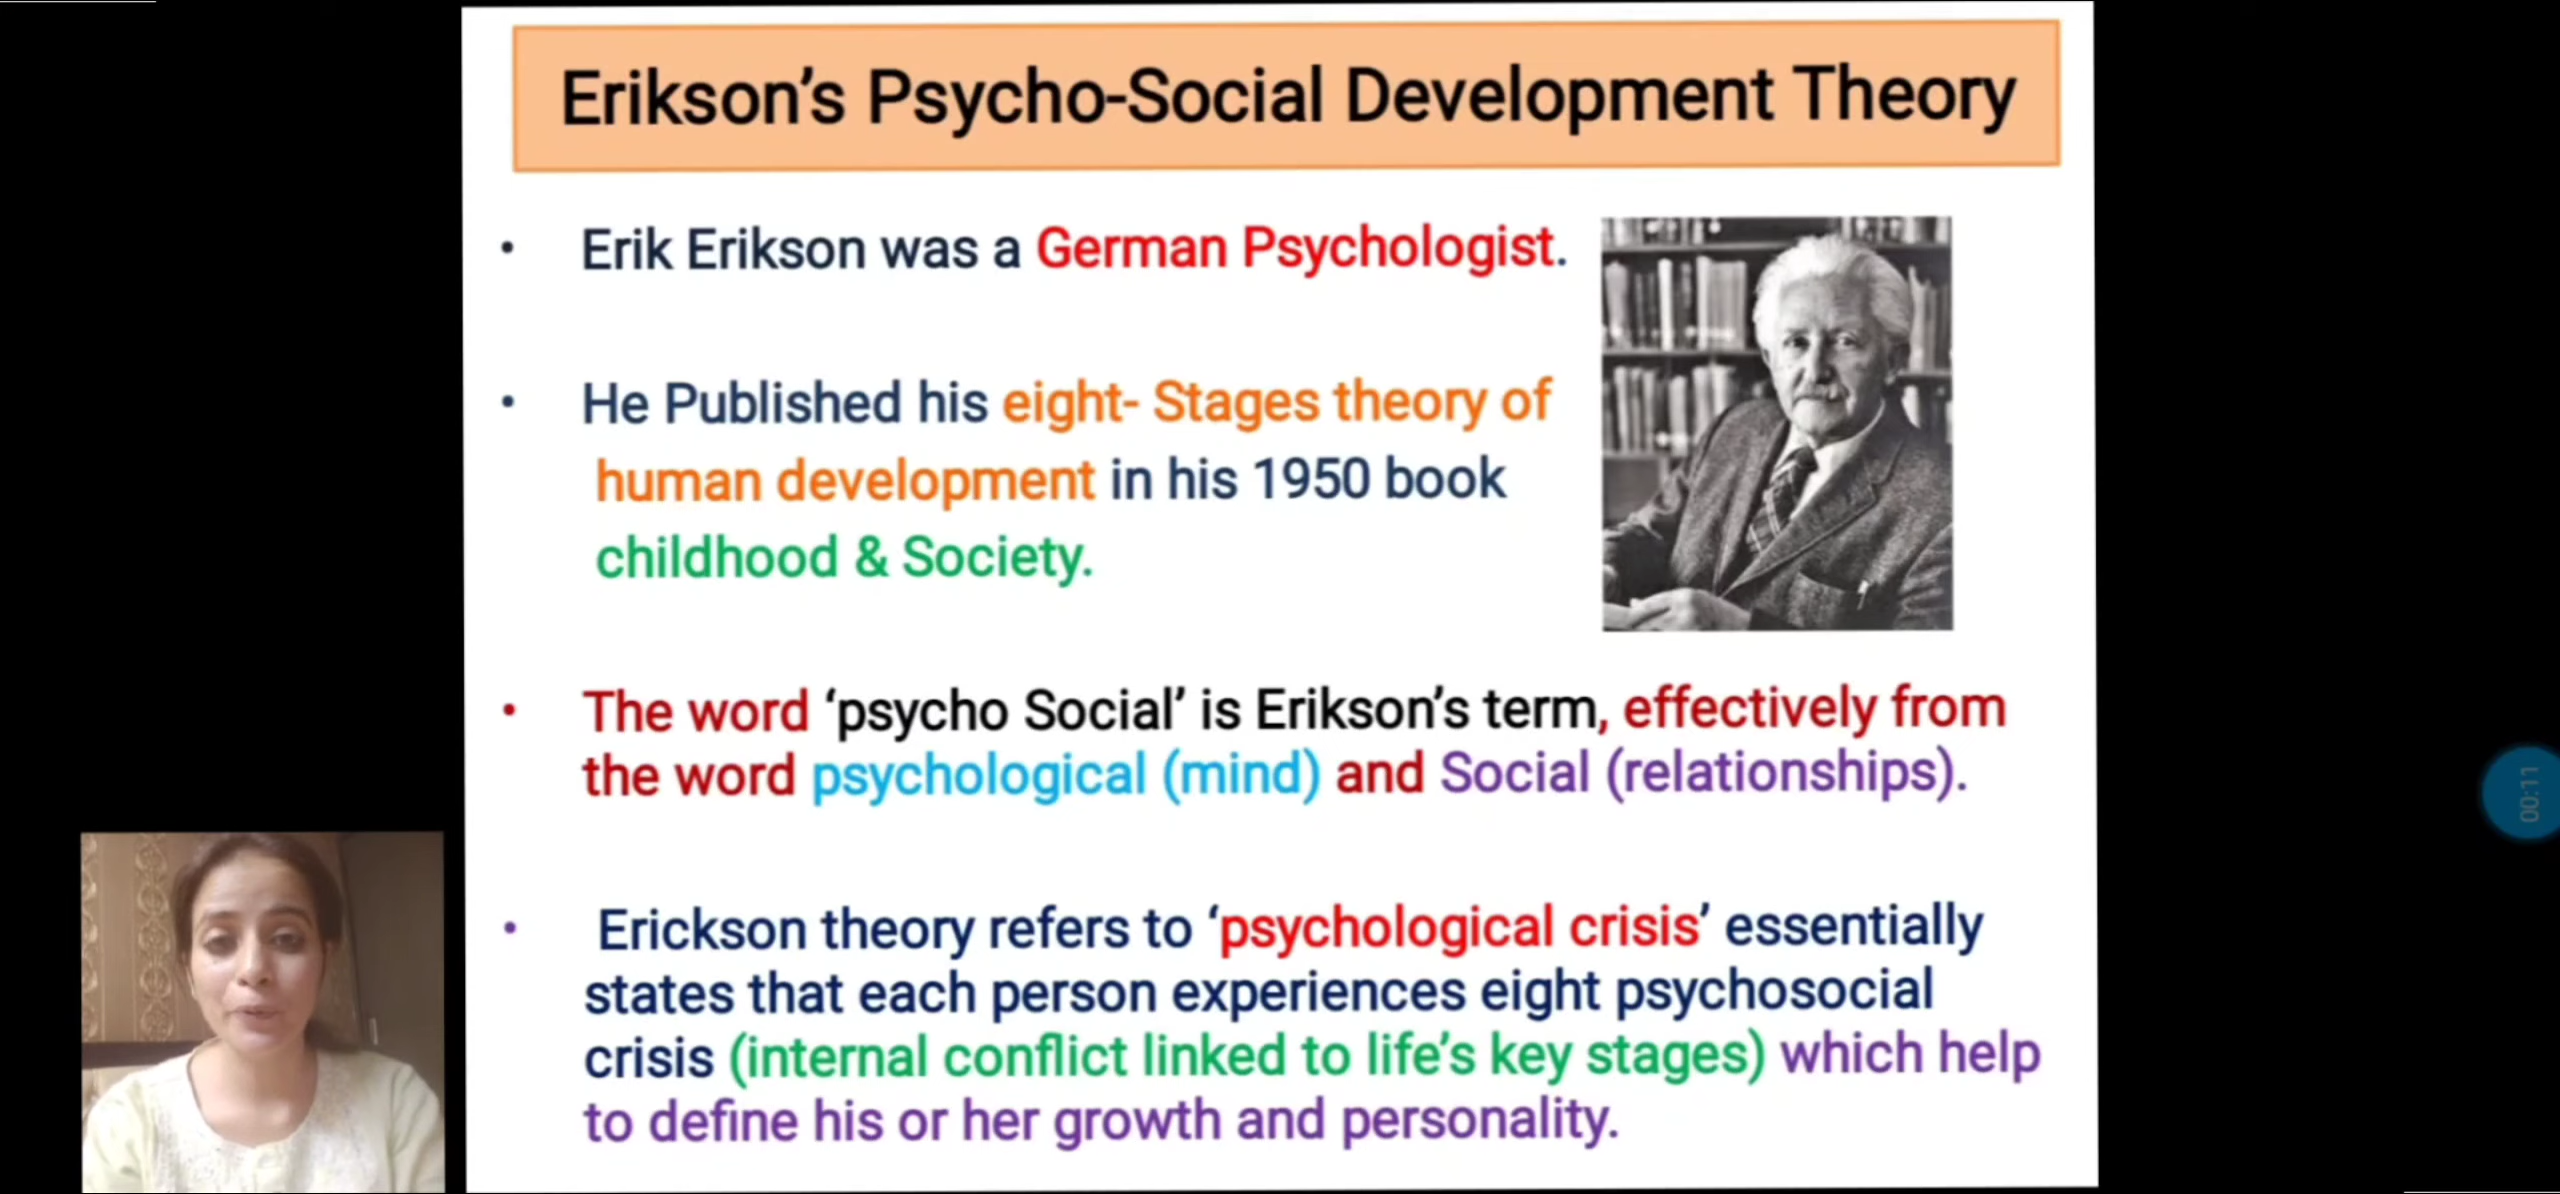 Erikson's Psycho-Social Development Theory
• Erik Erikson was a German Psychologist.
• He Published his eight- Stages theory of
human development in his 1950 book
childhood & Society.
• The word ‘psycho Social’ is Erikson’s term, effectively from
the word psychological (mind) and Social (relationships).
• Erickson theory refers to ‘psychological crisis’ essentially
states that each person experiences eight psychosocial
crisis (internal conflict linked to life’s key stages) which help
to define his or her growth and personality.
00:11